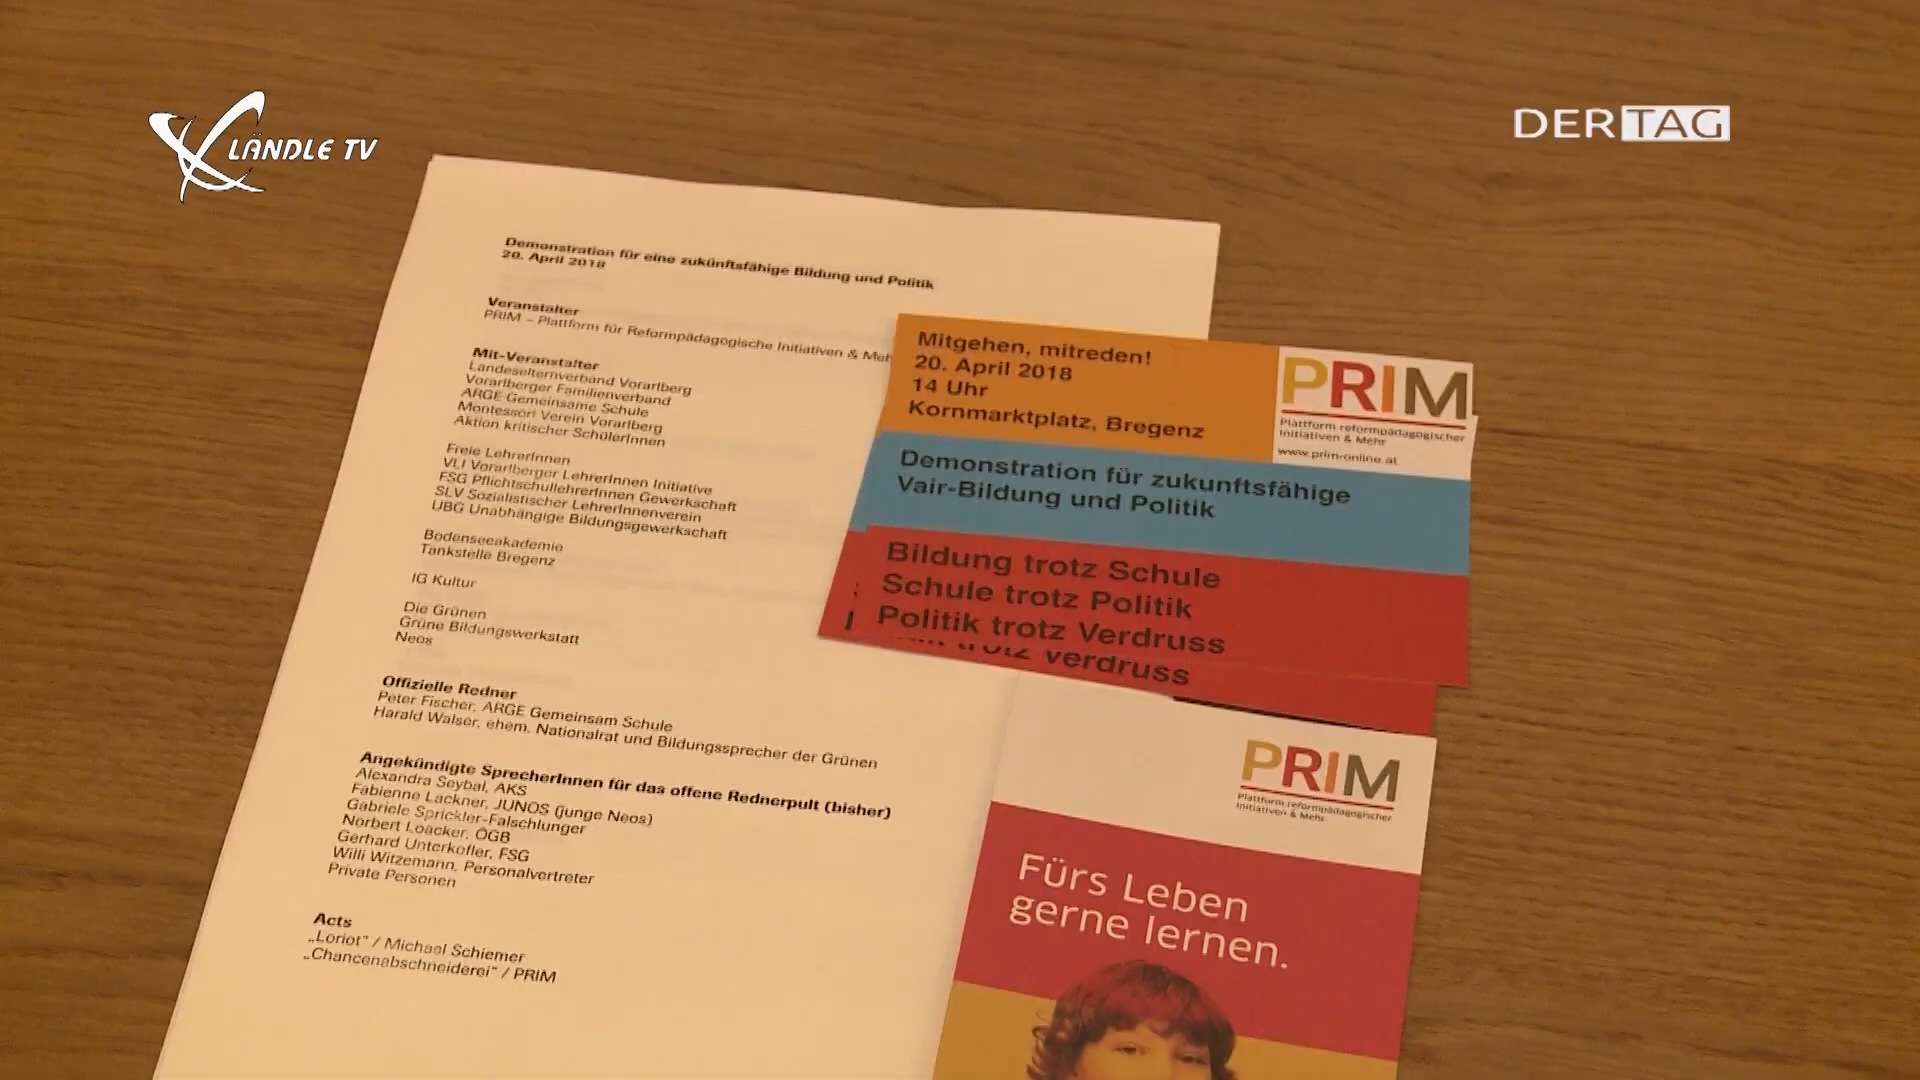 LÄNDLE TV
DER TAG
Demonstration für eine zukünftsfähige Bildung und Politik
20. April 2018
Veranstalter
PRIM – Plattform für Reformpädagogische Initiativen & Meh
Mit-Veranstalter
Landeselternverband Vorarlberg
Vorarlberger Familienverband
ARGE Gemeinsame Schule
Montessori Verein Vorarlberg
Aktion kritischer SchülerInnen
Freie LehrerInnen
VLI Vorarlberger LehrerInnen Initiative
FSG PflichtschullehrerInnen Gewerkschaft
SLV Sozialistischer LehrerInnenverein
UBG Unabhängige Bildungsgewerkschaft
Bodenseeakademie
Tankstelle Bregenz
IG Kultur
Die Grünen
Grüne Bildungswerkstatt
Neos
Offizielle Redner
Peter Fischer, ARGE Gemeinsam Schule
Harald Walser, ehem. Nationalrat und Bildungssprecher der Grünen
Angekündigte SprecherInnen für das offene Rednerpult (bisher)
Alexandra Seybal, AKS
Fabienne Lackner, JUNOS (junge Neos)
Gabriele Sprickler-Falschlunger
Norbert Loacker, ÖGB
Gerhard Unterkofler, FSG
Willi Witzemann, Personalvertreter
Private Personen
Acts
„Loriot“ / Michael Schiemer
„Chancenabschneiderei“ / PRIM
Mitgehen, mitreden!
20. April 2018
14 Uhr
Kornmarktplatz, Bregenz
PRIM
Plattform reformpädagogischer
Initiativen & Mehr
www.prim-online.at
Demonstration für zukunftsfähige
Vair-Bildung und Politik
Bildung trotz Schule
Schule trotz Politik
Politik trotz Verdruss
trotz Verdruss
PRIM
Plattform reformpädagogischer
Initiativen & Mehr
Fürs Leben
gerne lernen.